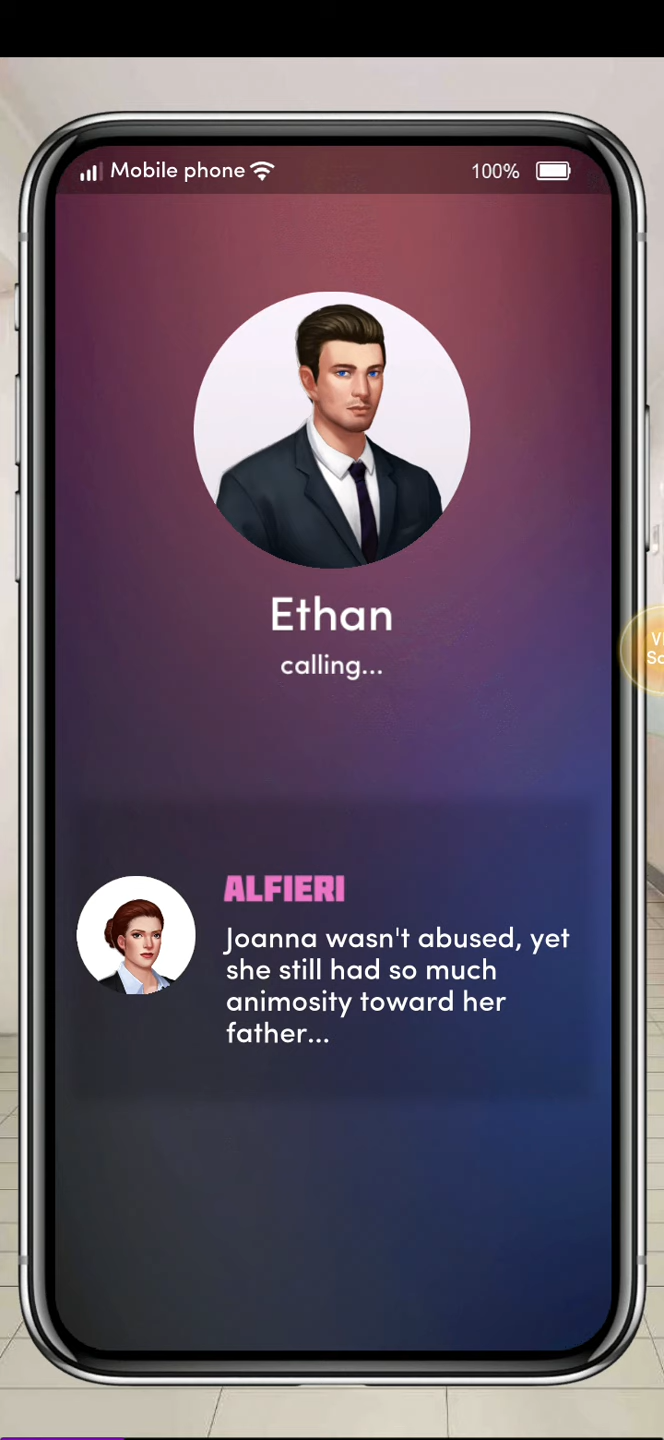 Mobile phone 100%
Ethan
calling...
ALFIERI
Joanna wasn't abused, yet
she still had so much
animosity toward her
father...